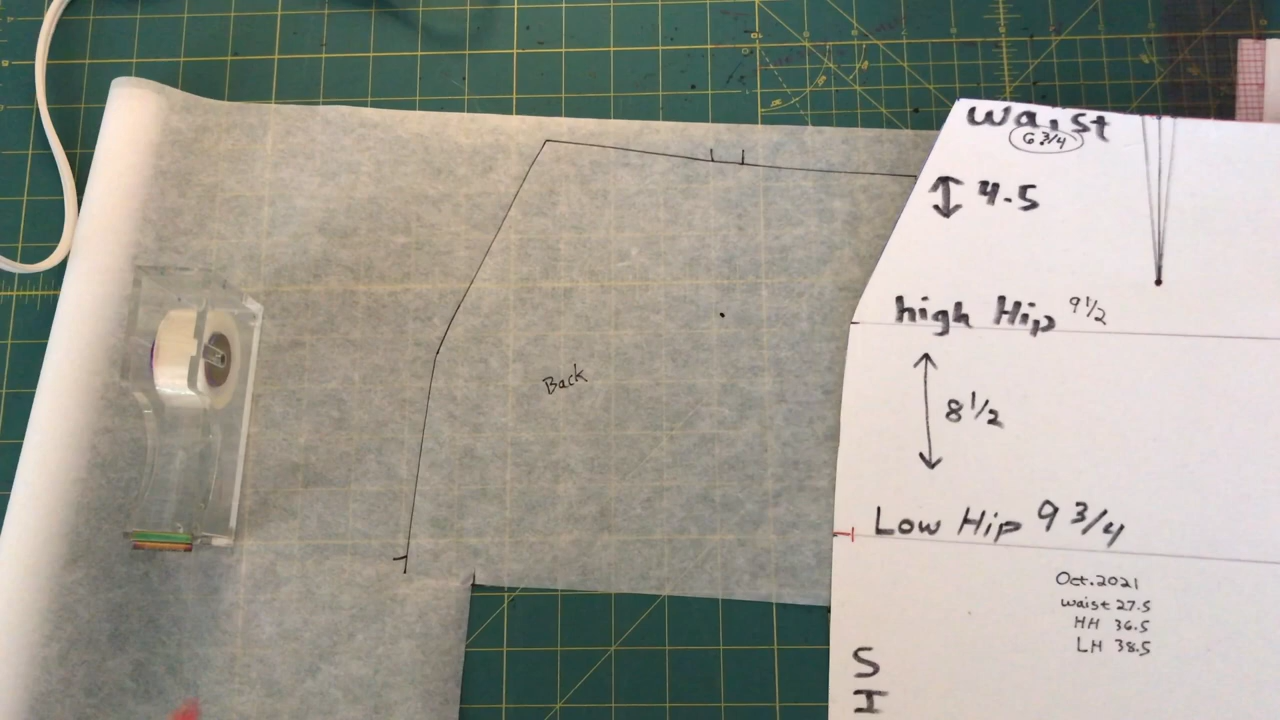 waist
6 3/4
4.5
high Hip 9 1/2
Back
8 1/2
Low Hip 9 3/4
Oct. 2021
waist 27.5
HH 36.5
LH 38.5
S
I